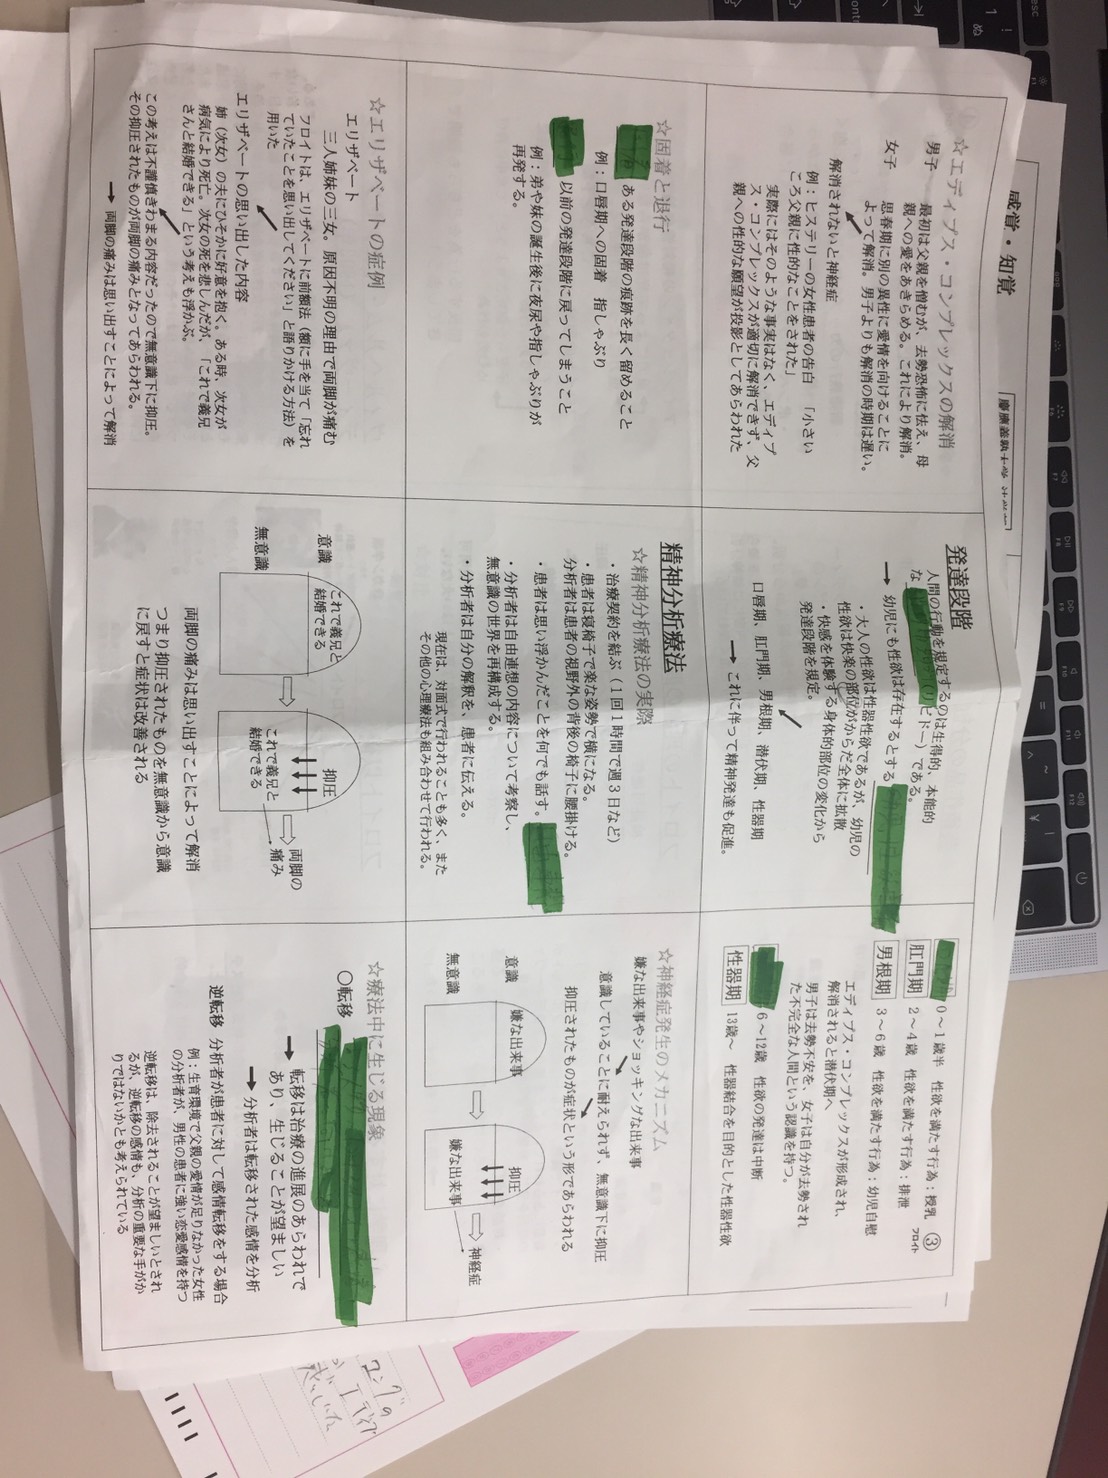 感覚・知覚
☆エディプス・コンプレックスの解消
男子 最初は父親を憎むが、去勢恐怖に怯え、母
親への愛をあきらめる。これにより解消。
女子 思春期に別の異性に愛情を向けることに
よって解消。男子よりも解消の時期は遅い。
解消されないと神経症
例：ヒステリーの女性患者の告白 「小さい
ころ父親に性的なことをされた」
実際にはそのような事実はなく、エディプ
ス・コンプレックスが適切に解消できず、父
親への性的な願望が投影としてあらわれた
発達段階
人間の行動を規定するのは生得的、本能的
な（リビドー）である。
➡ 幼児にも性欲は存在するとする
・大人の性欲は性器性欲であるが、幼児の
性欲は快楽の部位がからだ全体に拡散
・快感を体験する身体的部位の変化から
発達段階を規定。
口唇期、肛門期、男根期、潜伏期、性器期
➡ これに伴って精神発達も促進。
③
フロイト
0～1歳半 性欲を満たす行為：授乳
肛門期 2～4歳 性欲を満たす行為：排泄
男根期 3～6歳 性欲を満たす行為：幼児自慰
エディプス・コンプレックスが形成され、
解消されると潜伏期へ
男子は去勢不安を、女子は自分が去勢され
た不完全な人間という認識を持つ。
6～12歳 性欲の発達は中断
性器期 13歳～ 性器結合を目的とした性器性欲
☆固着と退行
ある発達段階の痕跡を長く留めること
例：口唇期への固着 指しゃぶり
以前の発達段階に戻ってしまうこと
例：弟や妹の誕生後に夜尿や指しゃぶりが
再発する。
精神分析療法
☆精神分析療法の実際
・治療契約を結ぶ（1回1時間で週3日など）
・患者は寝椅子で楽な姿勢で横になる。
分析者は患者の視野外の背後の椅子に腰掛ける。
・患者は思い浮かんだことを何でも話す。
・分析者は自由連想の内容について考察し、
無意識の世界を再構成する。
・分析者は自分の解釈を、患者に伝える。
現在は、対面式で行われることも多く、また
その他の心理療法も組み合わせて行われる。
☆神経症発生のメカニズム
嫌な出来事やショッキングな出来事
意識していることに耐えられず、無意識下に抑圧
抑圧されたものが症状という形であらわれる
意識
無意識
嫌な出来事
抑圧
嫌な出来事
神経症
☆エリザベートの症例
エリザベート
三人姉妹の三女。原因不明の理由で両脚が痛む
フロイトは、エリザベートに前額法（額に手を当て「忘れ
ていたことを思い出してください」と語りかける方法）を
用いた
エリザベートの思い出した内容
姉（次女）の夫にひそかに好意を抱く。ある時、次女が
病気により死亡。次女の死を悲しんだが、「これで義兄
さんと結婚できる」という考えも浮かぶ。
この考えは不謹慎きわまる内容だったので無意識下に抑圧。
その抑圧されたものが両脚の痛みとなってあらわれる。
➡ 両脚の痛みは思い出すことによって解消
意識
無意識
これで義兄と
結婚できる
抑圧
これで義兄と
結婚できる
両脚の
痛み
両脚の痛みは思い出すことによって解消
つまり抑圧されたものを無意識から意識
に戻すと症状は改善される
☆療法中に生じる現象
○転移
➡ 転移は治療の進展のあらわれで
あり、生じることが望ましい
➡ 分析者は転移された感情を分析
逆転移 分析者が患者に対して感情転移をする場合
例：生育環境で父親の愛情が足りなかった女性
の分析者が、男性の患者に強い恋愛感情を持つ
逆転移は、除去されることが望ましいとされ
るが、逆転移の感情も、分析の重要な手がか
りではないかとも考えられている
ユングの